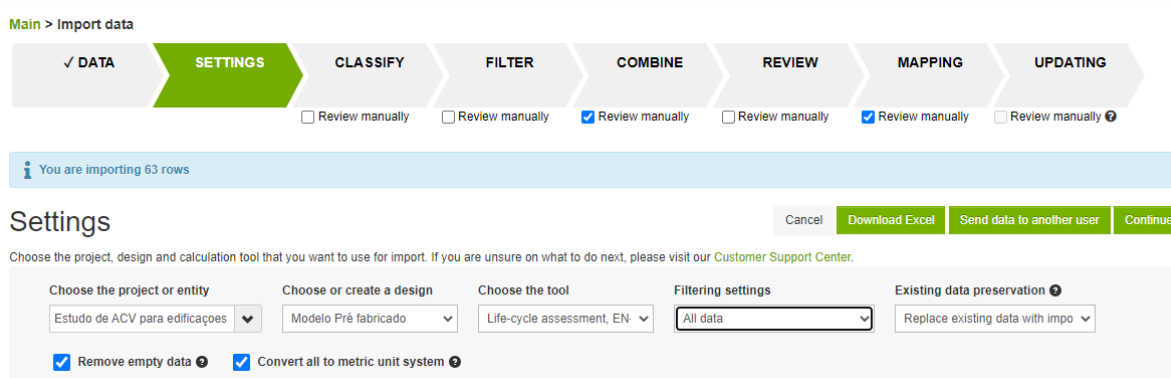 Main > Import data
✓ DATA
SETTINGS
CLASSIFY
FILTER
COMBINE
REVIEW
MAPPING
UPDATING
Review manually
Review manually
Review manually
Review manually
Review manually
Review manually
You are importing 63 rows
Settings
Cancel
Download Excel
Send data to another user
Continue
Choose the project, design and calculation tool that you want to use for import. If you are unsure on what to do next, please visit our Customer Support Center.
Choose the project or entity
Choose or create a design
Choose the tool
Filtering settings
Existing data preservation
Estudo de ACV para edificaçoes
Modelo Pré fabricado
Life-cycle assessment, EN-
All data
Replace existing data with impo
Remove empty data
Convert all to metric unit system